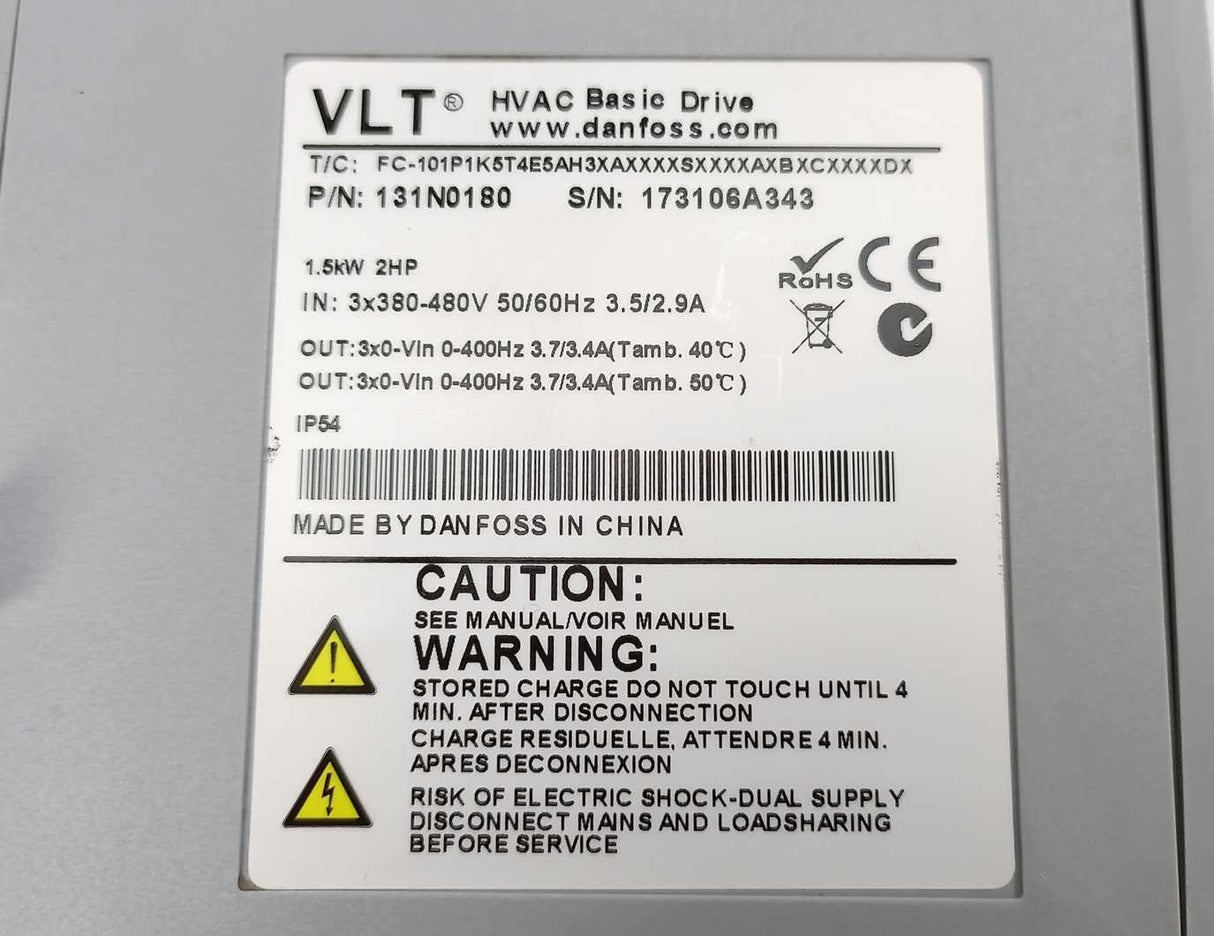 VLT® HVAC Basic Drive
www.danfoss.com
T/C: FC-101P1K5T4E5AH3XAXXXXSXXXXAXBXCXXXXDX
P/N: 131N0180 S/N: 173106A343
1.5kW 2HP
RoHS CE
IN: 3x380-480V 50/60Hz 3.5/2.9A
OUT:3x0-Vin 0-400Hz 3.7/3.4A(Tamb. 40℃)
OUT:3x0-Vin 0-400Hz 3.7/3.4A(Tamb. 50℃)
IP54
MADE BY DANFOSS IN CHINA
CAUTION:
SEE MANUAL/VOIR MANUEL
WARNING:
STORED CHARGE DO NOT TOUCH UNTIL 4
MIN. AFTER DISCONNECTION
CHARGE RESIDUELLE, ATTENDRE 4 MIN.
APRES DECONNEXION
RISK OF ELECTRIC SHOCK-DUAL SUPPLY
DISCONNECT MAINS AND LOADSHARING
BEFORE SERVICE